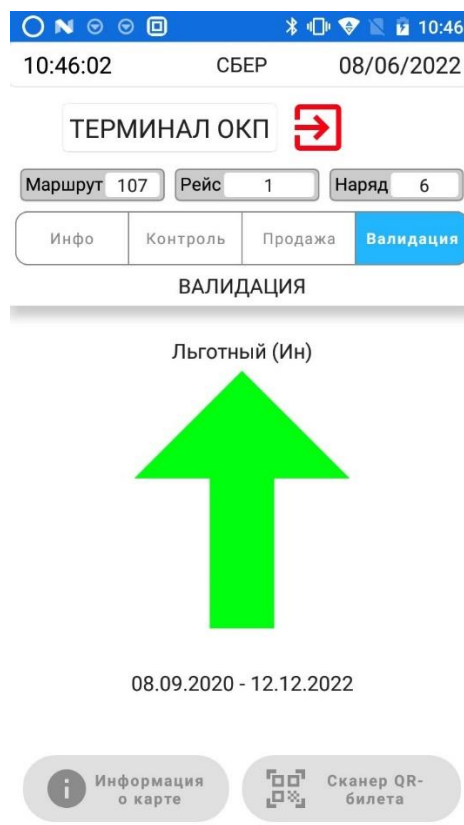 10:46
10:46:02 СБЕР 08/06/2022
ТЕРМИНАЛ ОКП
Маршрут 107 Рейс 1 Наряд 6
Инфо Контроль Продажа Валидация
ВАЛИДАЦИЯ
Льготный (Ин)
08.09.2020 - 12.12.2022
Информация
о карте
Сканер QR-
билета